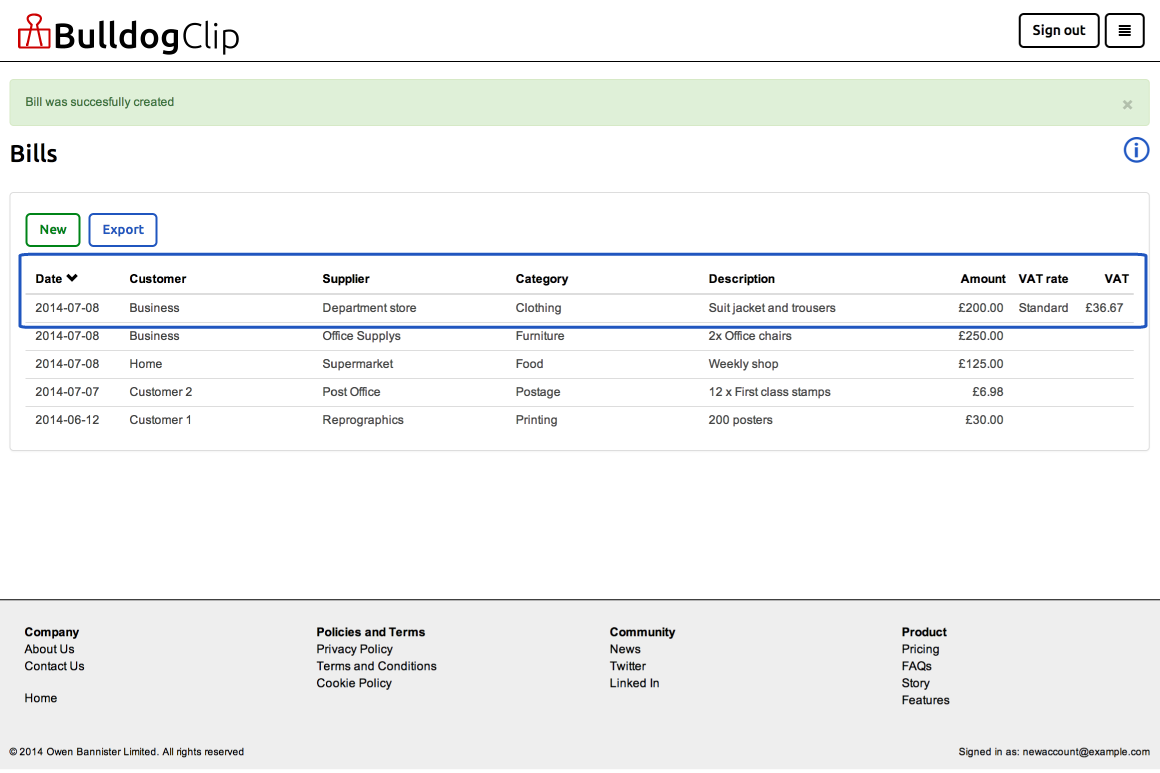 BulldogClip
Sign out
Bill was succesfully created ×
Bills
New Export
Date Customer Supplier Category Description Amount VAT rate VAT
2014-07-08 Business Department store Clothing Suit jacket and trousers £200.00 Standard £36.67
2014-07-08 Business Office Supplys Furniture 2x Office chairs £250.00
2014-07-08 Home Supermarket Food Weekly shop £125.00
2014-07-07 Customer 2 Post Office Postage 12 x First class stamps £6.98
2014-06-12 Customer 1 Reprographics Printing 200 posters £30.00
Company Policies and Terms Community Product
About Us Privacy Policy News Pricing
Contact Us Terms and Conditions Twitter FAQs
Cookie Policy Linked In Story
Home Features
© 2014 Owen Bannister Limited. All rights reserved Signed in as: newaccount@example.com